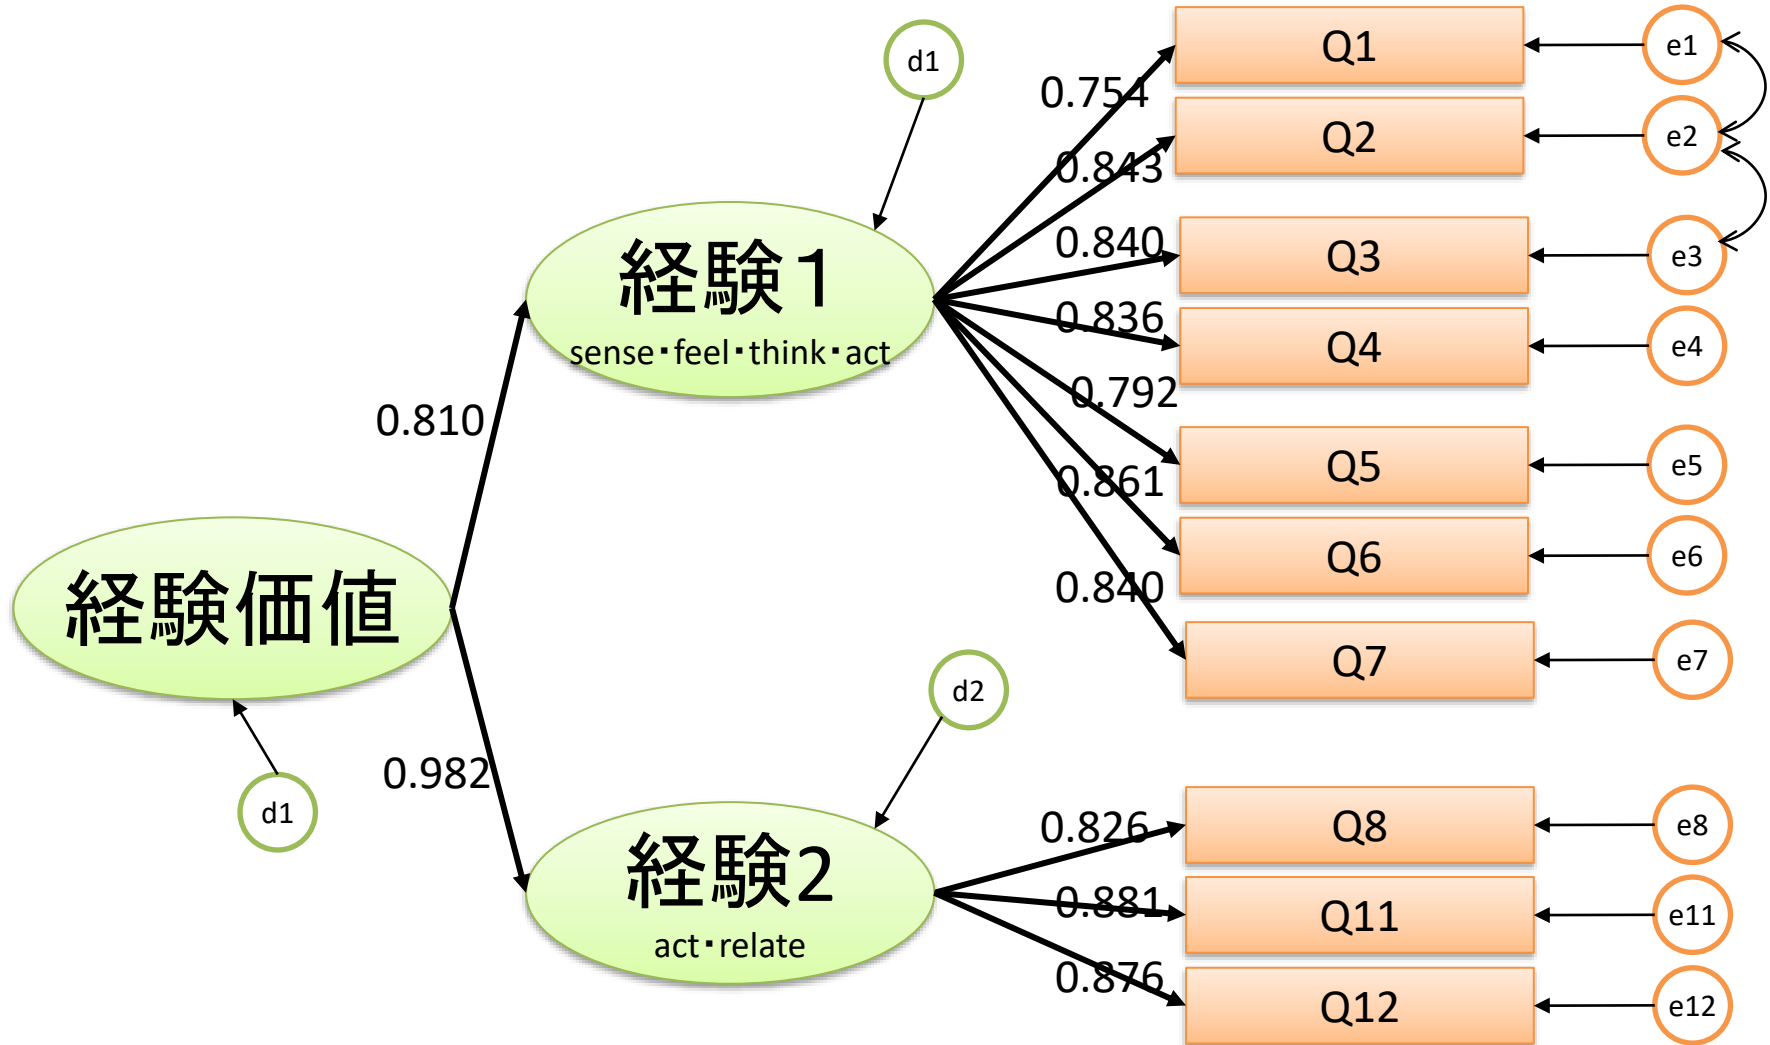 d1
Q1
e1
0.754
Q2
e2
0.843
経験1
sense・feel・think・act
0.840
Q3
e3
0.836
Q4
e4
0.792
Q5
e5
0.861
Q6
e6
0.840
Q7
e7
0.810
経験価値
d1
0.982
d2
経験2
act・relate
0.826
Q8
e8
0.881
Q11
e11
0.876
Q12
e12